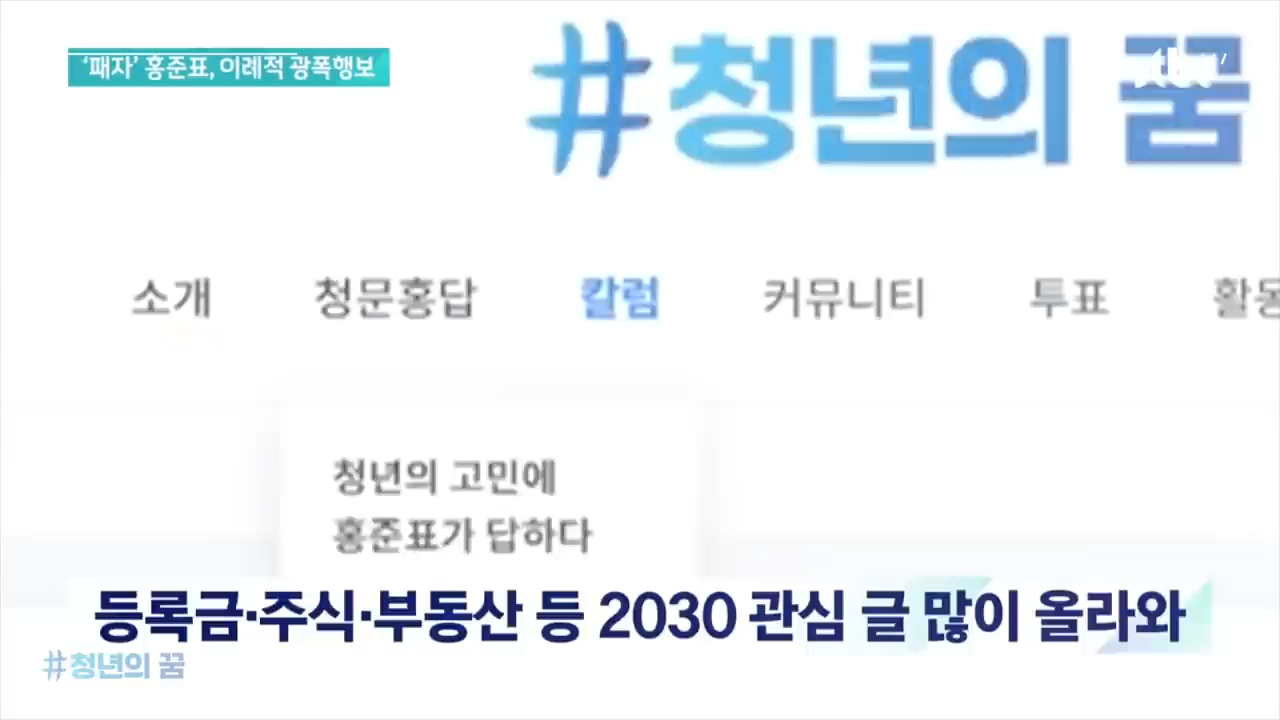 ‘패자’ 홍준표, 이례적 광폭행보
#청년의 꿈
소개 청문홍답 칼럼 커뮤니티 투표
청년의 고민에
홍준표가 답하다
등록금·주식·부동산 등 2030 관심 글 많이 올라와
#청년의 꿈